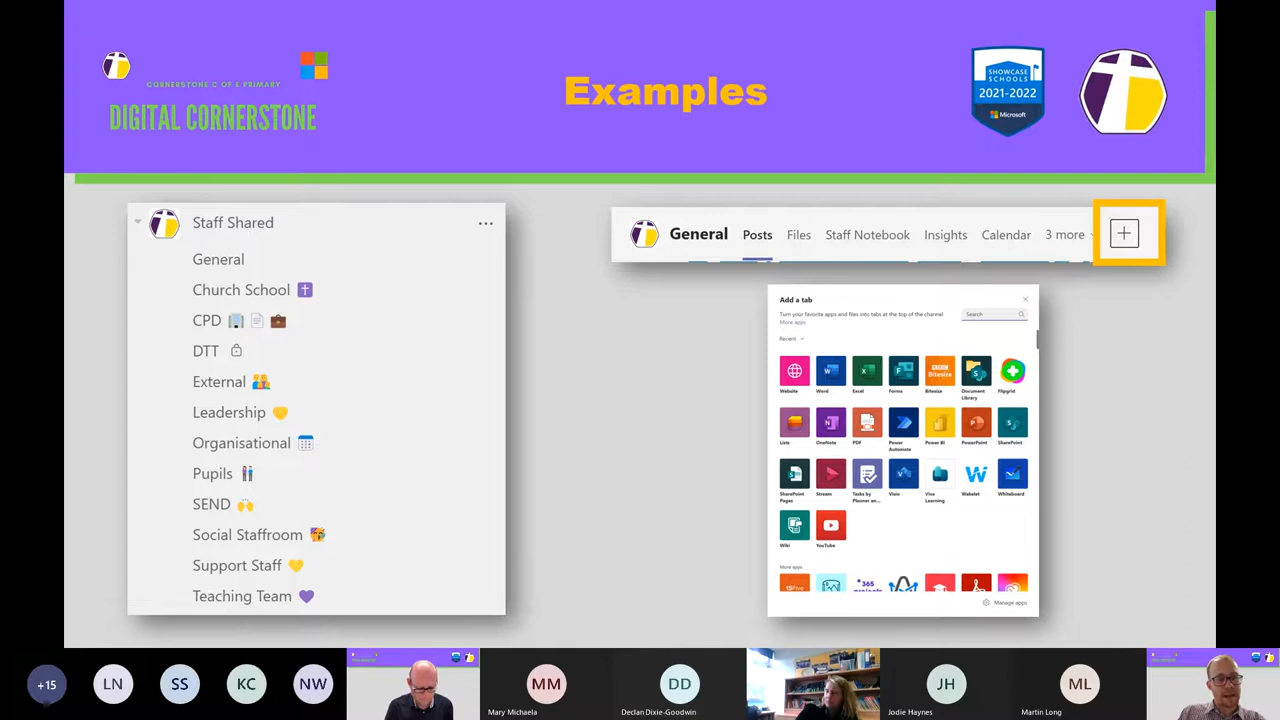 CORNERSTONE C OF E PRIMARY
DIGITAL CORNERSTONE
Examples
SHOWCASE
SCHOOLS
2021-2022
Microsoft
Staff Shared
General
Church School
CPD
DTT
External
Leadership
Organisational
Pupils
SEND
Social Staffroom
Support Staff
Teaching Team
General Posts Files Staff Notebook Insights Calendar 3 more
Add a tab
Turn your favorite apps and files into tabs at the top of the channel
More apps
Search
Recent
BBC
Bitesize
Website Word Excel Forms Bitesize Document Library Flipgrid
Lists OneNote PDF Power Automate Power BI PowerPoint SharePoint
SharePoint Pages Stream Tasks by Planner an... Visio Viva Learning Wakelet Whiteboard
Wiki YouTube
More apps
15Five
365 projects
Manage apps
+15 LN SS KC NW MM DD JH ML
Mary Michaela Declan Dixie-Goodwin Jodie Haynes Martin Long